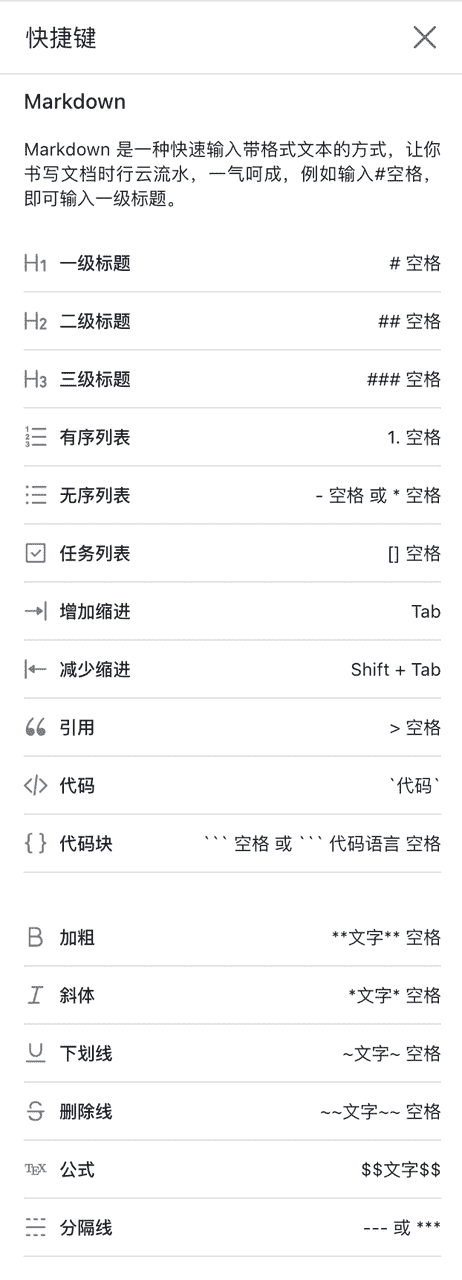 快捷键
Markdown
Markdown 是一种快速输入带格式文本的方式，让你
书写文档时行云流水，一气呵成，例如输入#空格，
即可输入一级标题。
H1 一级标题 # 空格
H2 二级标题 ## 空格
H3 三级标题 ### 空格
有序列表 1. 空格
无序列表 - 空格 或 * 空格
任务列表 [] 空格
增加缩进 Tab
减少缩进 Shift + Tab
引用 > 空格
代码 `代码`
代码块 ``` 空格 或 ``` 代码语言 空格
B 加粗 **文字** 空格
I 斜体 *文字* 空格
U 下划线 ~文字~ 空格
S 删除线 ~~文字~~ 空格
TEX 公式 $$文字$$
分隔线 --- 或 ***